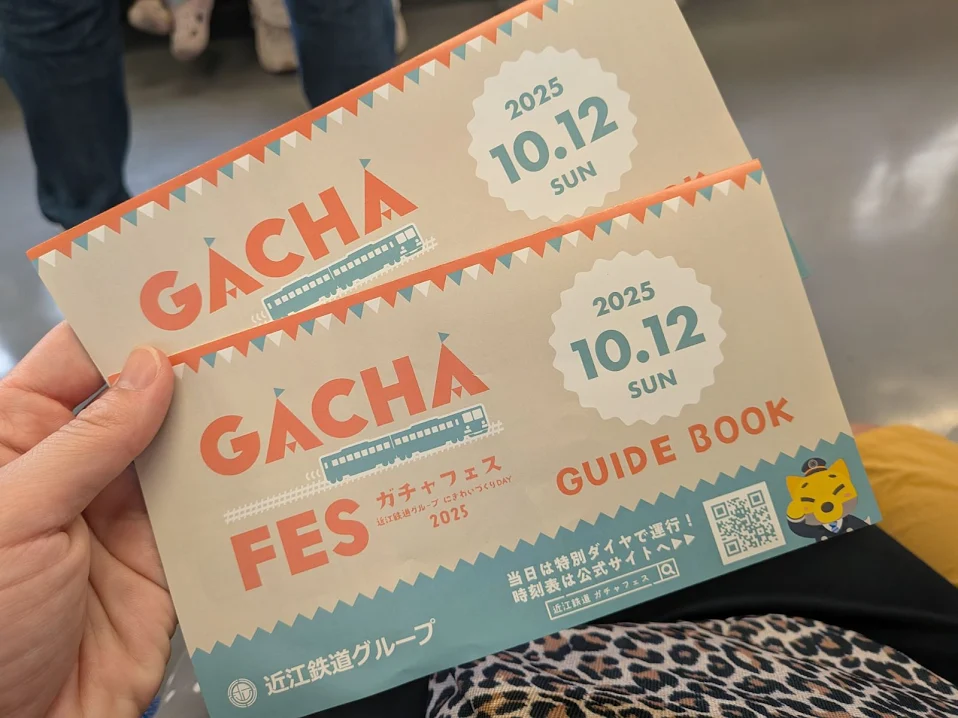 2025
10.12
SUN
GACHA
2025
10.12
SUN
GACHA
FES
ガチャフェス
近江鉄道グループ にぎわいづくりDAY
2025
GUIDE BOOK
当日は特別ダイヤで運行！
時刻表は公式サイトへ▶▶
近江鉄道 ガチャフェス
近江鉄道グループ